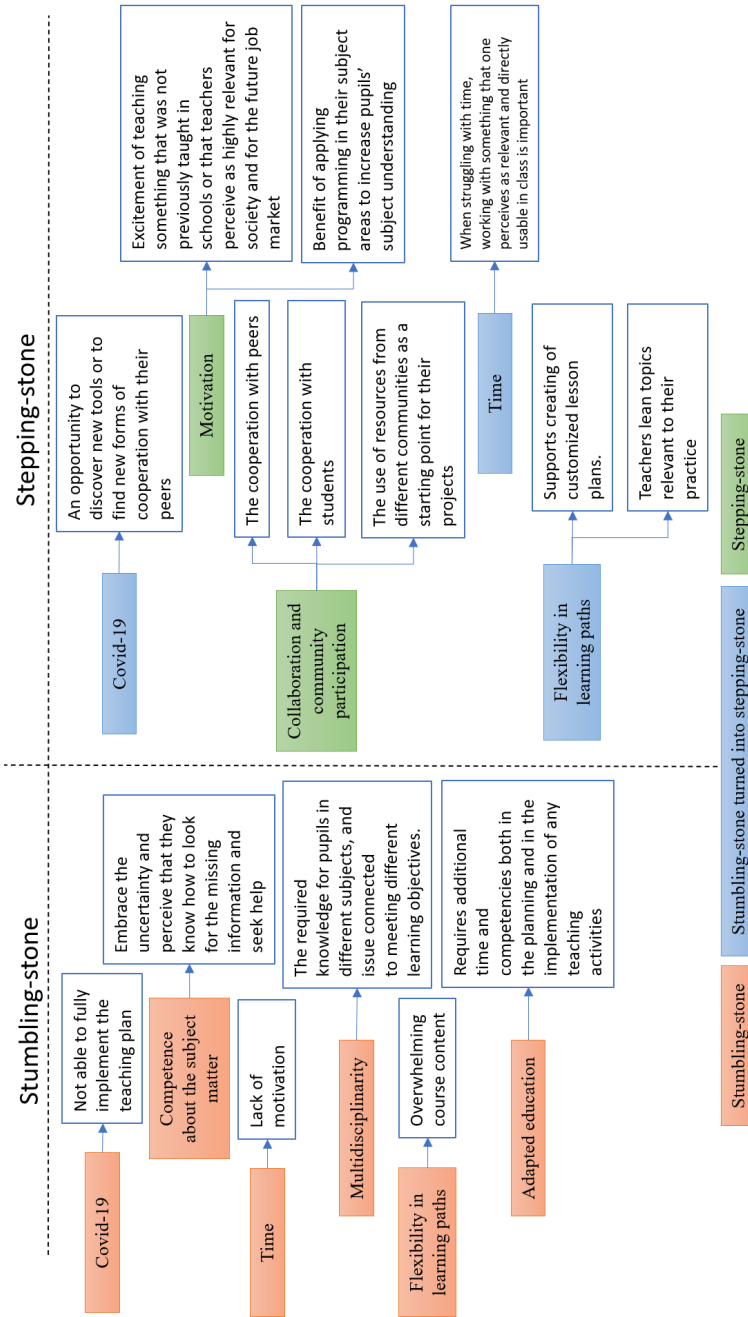 Stumbling-stone
Stepping-stone
Covid-19
Not able to fully
implement the
teaching plan
Competence
about the subject
matter
Embrace the
uncertainty and
perceive that they
know how to look
for the missing
information and
seek help
Time
Lack of
motivation
Multidisciplinarity
The required
knowledge for pupils in
different subjects, and
issue connected
to meeting different
learning objectives.
Flexibility in
learning paths
Overwhelming
course content
Adapted education
Requires additional
time and
competencies both in
the planning and in the
implementation of any
teaching
activities
Covid-19
An opportunity to
discover new tools or to
find new forms of
cooperation with their
peers
Motivation
Excitement of teaching
something that was not
previously taught in
schools or that teachers
perceive as highly relevant for
society and for the future job
market
Benefit of applying
programming in their subject
areas to increase pupils’
subject understanding
Collaboration and
community
participation
The cooperation with peers
The cooperation with
students
The use of resources from
different communities as a
starting point for their
projects
Time
When struggling with time,
working with something that one
perceives as relevant and directly
usable in class is important
Flexibility in
learning paths
Supports creating of
customized lesson
plans.
Teachers lean topics
relevant to their
practice
Stumbling-stone
Stumbling-stone turned into stepping-stone
Stepping-stone